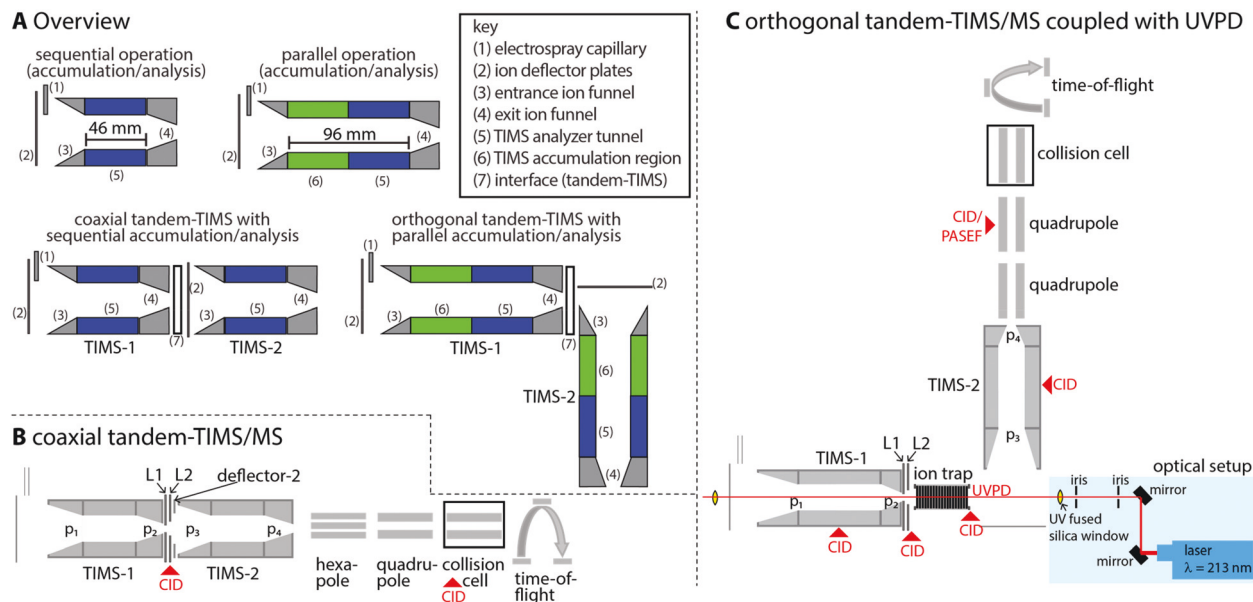 A Overview
sequential operation
(accumulation/analysis)
(1)
46 mm
(4)
(2)
(3)
(5)
parallel operation
(accumulation/analysis)
(1)
96 mm
(4)
(2)
(3)
(6)
(5)
key
(1) electrospray capillary
(2) ion deflector plates
(3) entrance ion funnel
(4) exit ion funnel
(5) TIMS analyzer tunnel
(6) TIMS accumulation region
(7) interface (tandem-TIMS)
coaxial tandem-TIMS with
sequential accumulation/analysis
(1)
(2)
(4)
(4)
(2)
(3)
(5)
(3)
(5)
(7)
TIMS-1
TIMS-2
orthogonal tandem-TIMS with
parallel accumulation/analysis
(1)
(2)
(4)
(2)
(3)
(6)
(5)
(3)
(7)
TIMS-1
(6)
TIMS-2
(5)
(4)
B coaxial tandem-TIMS/MS
L1 L2
deflector-2
p1
p2
p3
p4
TIMS-1
TIMS-2
CID
hexa-
pole
quadru-
pole
collision
cell
CID
time-of-
flight
C orthogonal tandem-TIMS/MS coupled with UVPD
time-of-flight
collision cell
CID/
PASEF
quadrupole
quadrupole
p4
TIMS-2
CID
p3
L1 L2
TIMS-1
ion trap
UVPD
p1
p2
CID
CID
CID
optical setup
iris
iris
mirror
UV fused
silica window
mirror
laser
λ = 213 nm